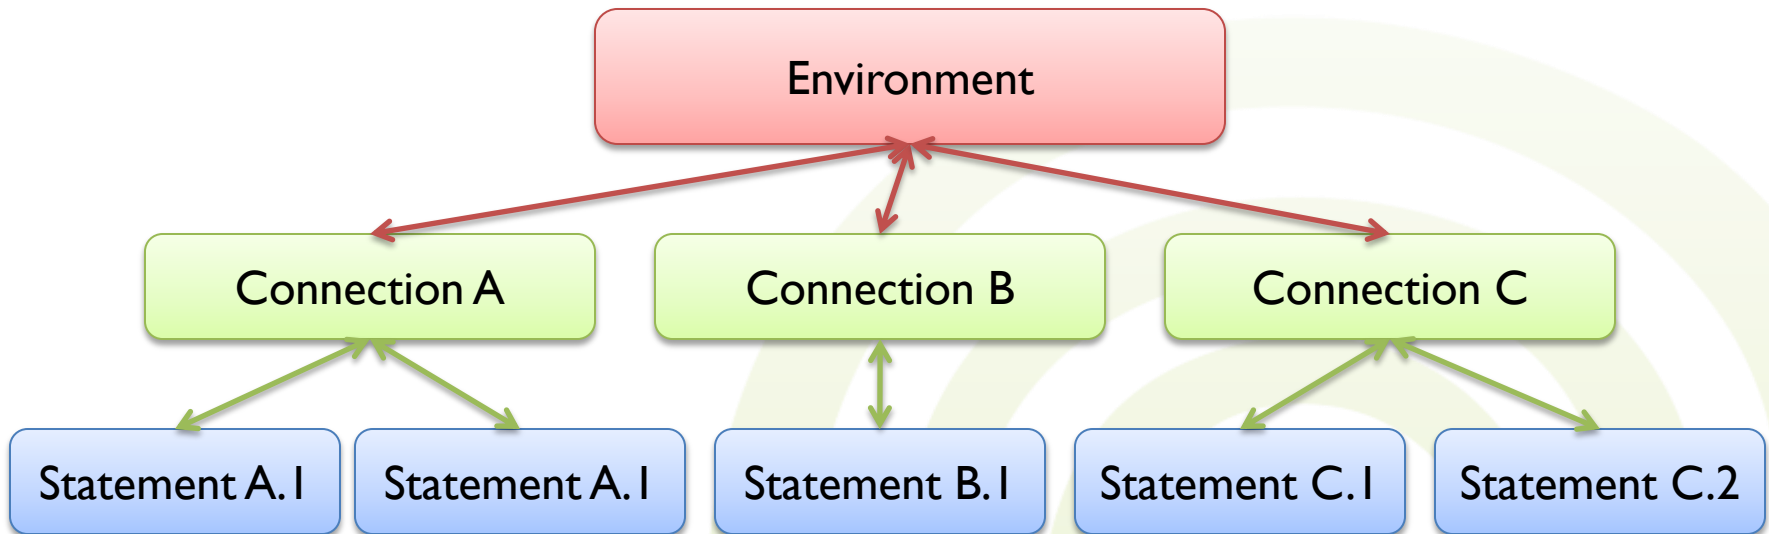 Environment
Connection A
Connection B
Connection C
Statement A.1
Statement A.1
Statement B.1
Statement C.1
Statement C.2